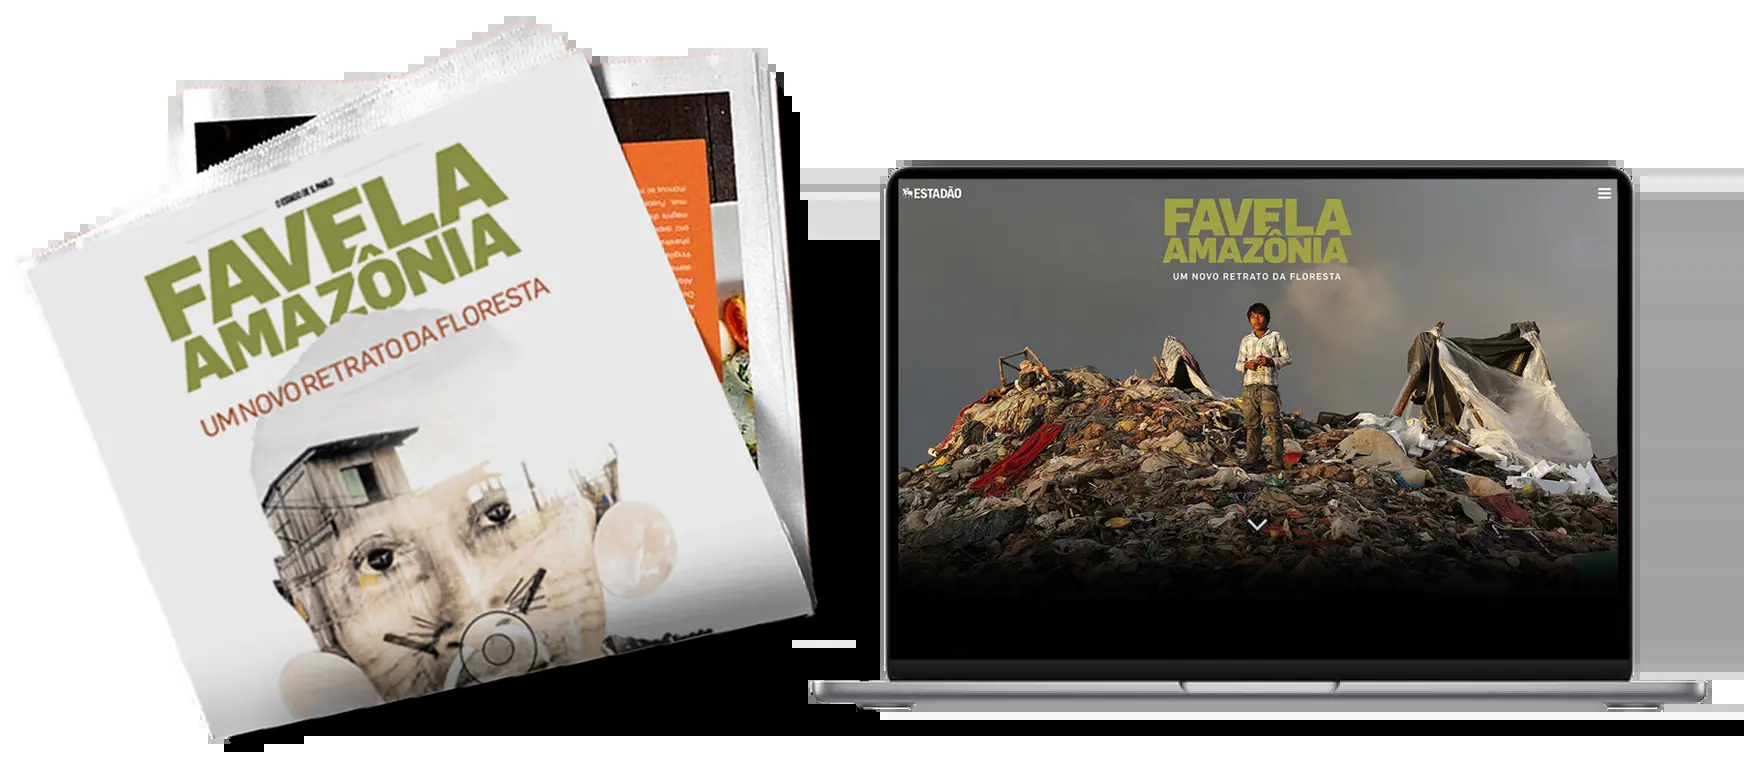 O ESTADO DE S. PAULO
FAVELA
AMAZÔNIA
UM NOVO RETRATO DA FLORESTA
ESTADÃO
FAVELA
AMAZÔNIA
UM NOVO RETRATO DA FLORESTA